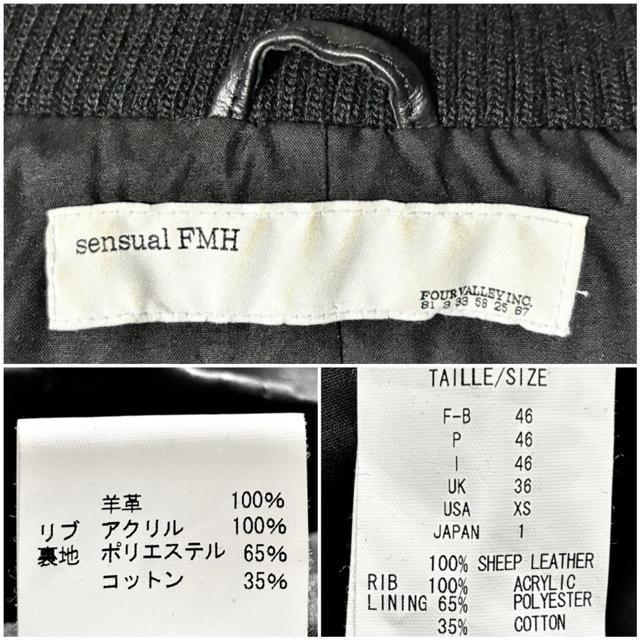 sensual FMH
FOUR VALLEY INC.
81 3 33 58 25 67
羊革 100%
リブ アクリル 100%
裏地 ポリエステル 65%
コットン 35%
TAILLE/SIZE
F-B 46
P 46
I 46
UK 36
USA XS
JAPAN 1
100% SHEEP LEATHER
RIB 100% ACRYLIC
LINING 65% POLYESTER
35% COTTON